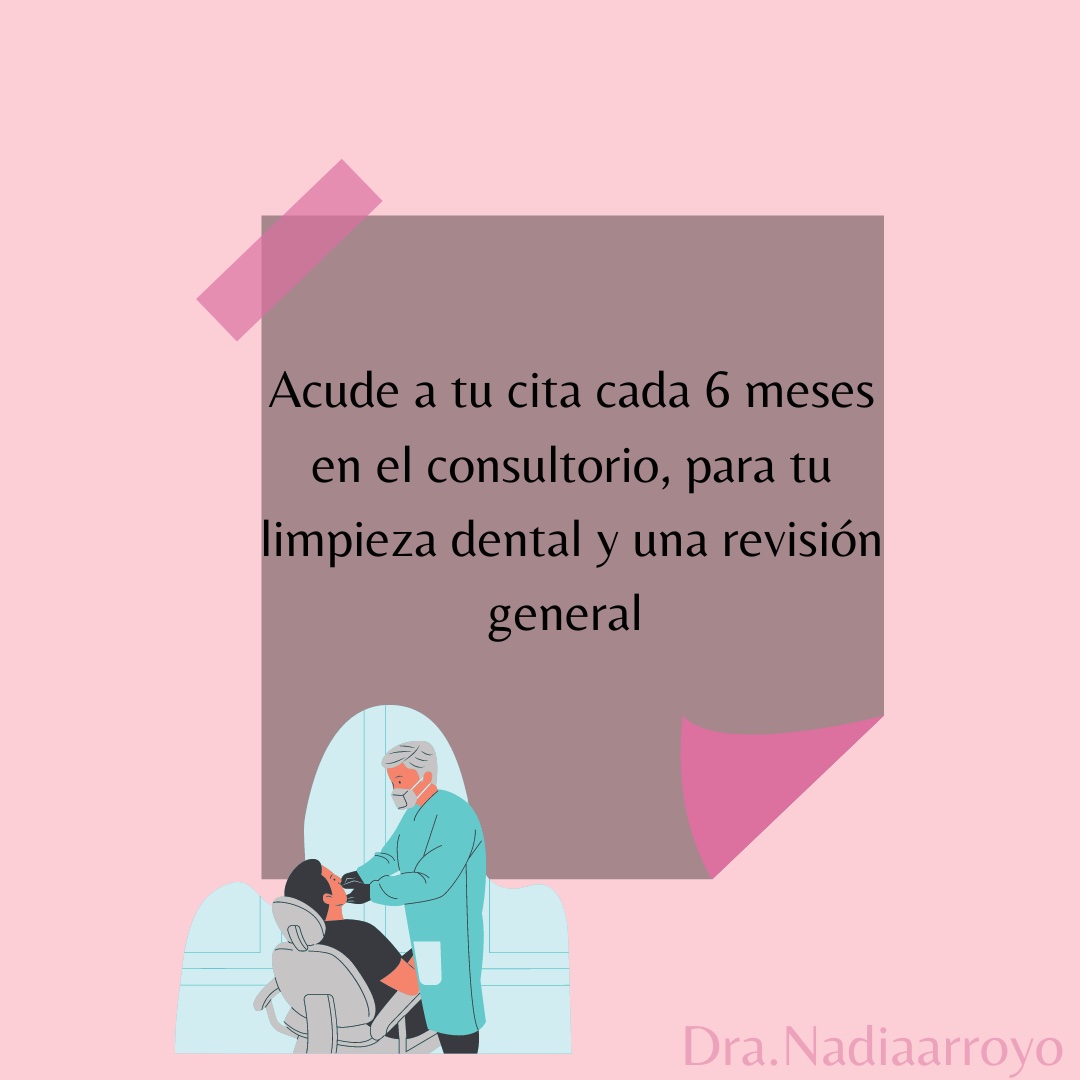 Acude a tu cita cada 6 meses
en el consultorio, para tu
limpieza dental y una revisión
general
Dra.Nadiaarroyo